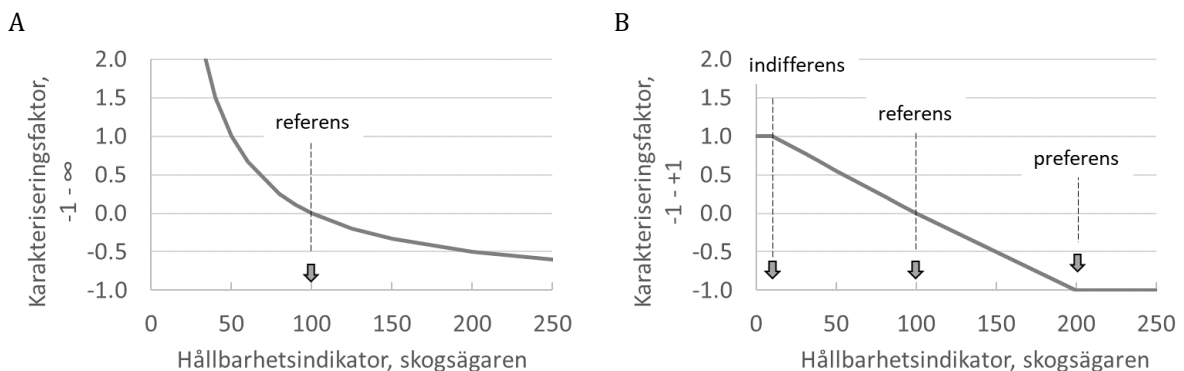 A
Karakteriseringsfaktor,
-1 - ∞
2.0
1.5
1.0
0.5
0.0
-0.5
-1.0
referens
0 50 100 150 200 250
Hållbarhetsindikator, skogsägaren
B
Karakteriseringsfaktor,
-1 - +1
2.0
1.5
1.0
0.5
0.0
-0.5
-1.0
indifferens
referens
preferens
0 50 100 150 200 250
Hållbarhetsindikator, skogsägaren